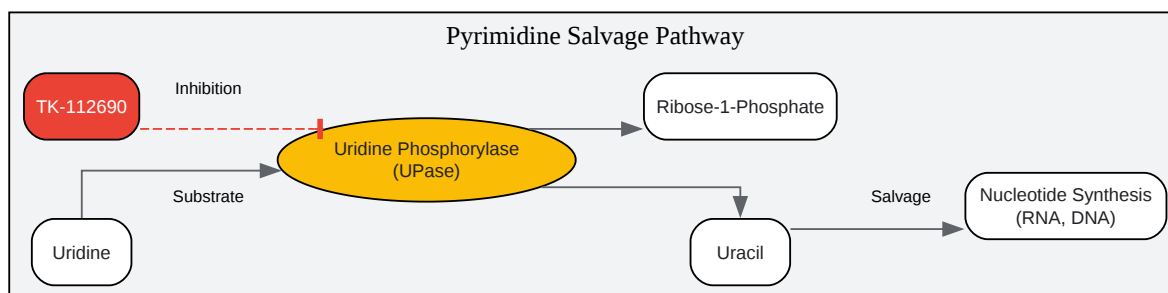 Pyrimidine Salvage Pathway
TK-112690
Inhibition
Ribose-1-Phosphate
Uridine Phosphorylase
(UPase)
Substrate
Uridine
Uracil
Salvage
Nucleotide Synthesis
(RNA, DNA)